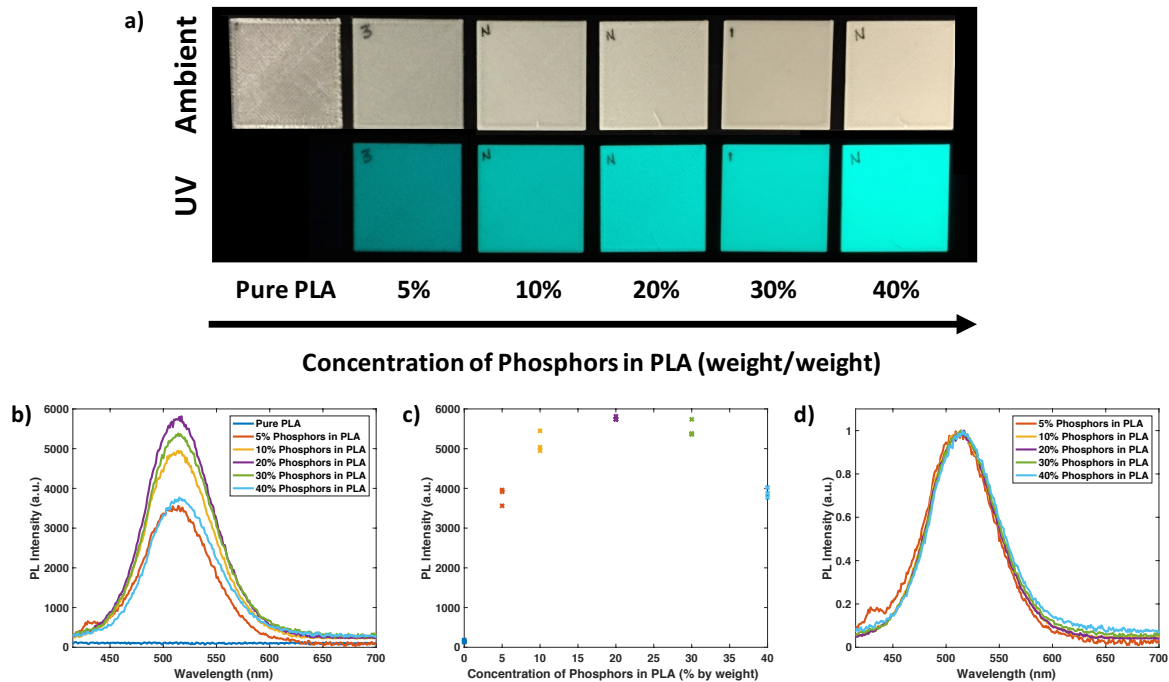 a)
Ambient
3 N N 1 N
UV
3 N N 1 N
Pure PLA 5% 10% 20% 30% 40%
Concentration of Phosphors in PLA (weight/weight)
b)
6000
5000
4000
3000
2000
1000
0
PL Intensity (a.u.)
Pure PLA
5% Phosphors in PLA
10% Phosphors in PLA
20% Phosphors in PLA
30% Phosphors in PLA
40% Phosphors in PLA
450 500 550 600 650 700
Wavelength (nm)
c)
6000
5000
4000
3000
2000
1000
0
PL Intensity (a.u.)
0 5 10 15 20 25 30 35 40
Concentration of Phosphors in PLA (% by weight)
d)
1
0.8
0.6
0.4
0.2
0
PL Intensity (a.u.)
5% Phosphors in PLA
10% Phosphors in PLA
20% Phosphors in PLA
30% Phosphors in PLA
40% Phosphors in PLA
450 500 550 600 650 700
Wavelength (nm)